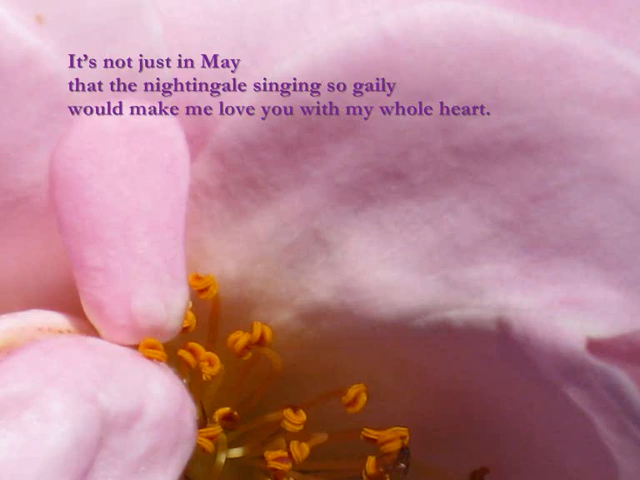 It’s not just in May
that the nightingale singing so gaily
would make me love you with my whole heart.